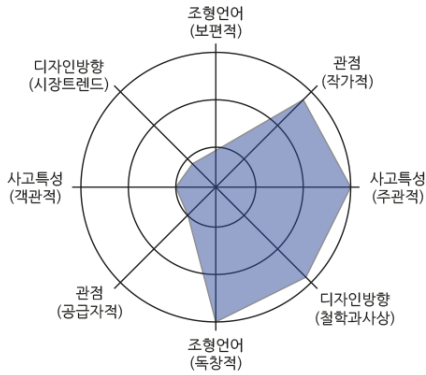 조형언어
(보편적)
관점
(작가적)
디자인방향
(시장트렌드)
사고특성
(객관적)
사고특성
(주관적)
관점
(공급자적)
디자인방향
(철학과사상)
조형언어
(독창적)